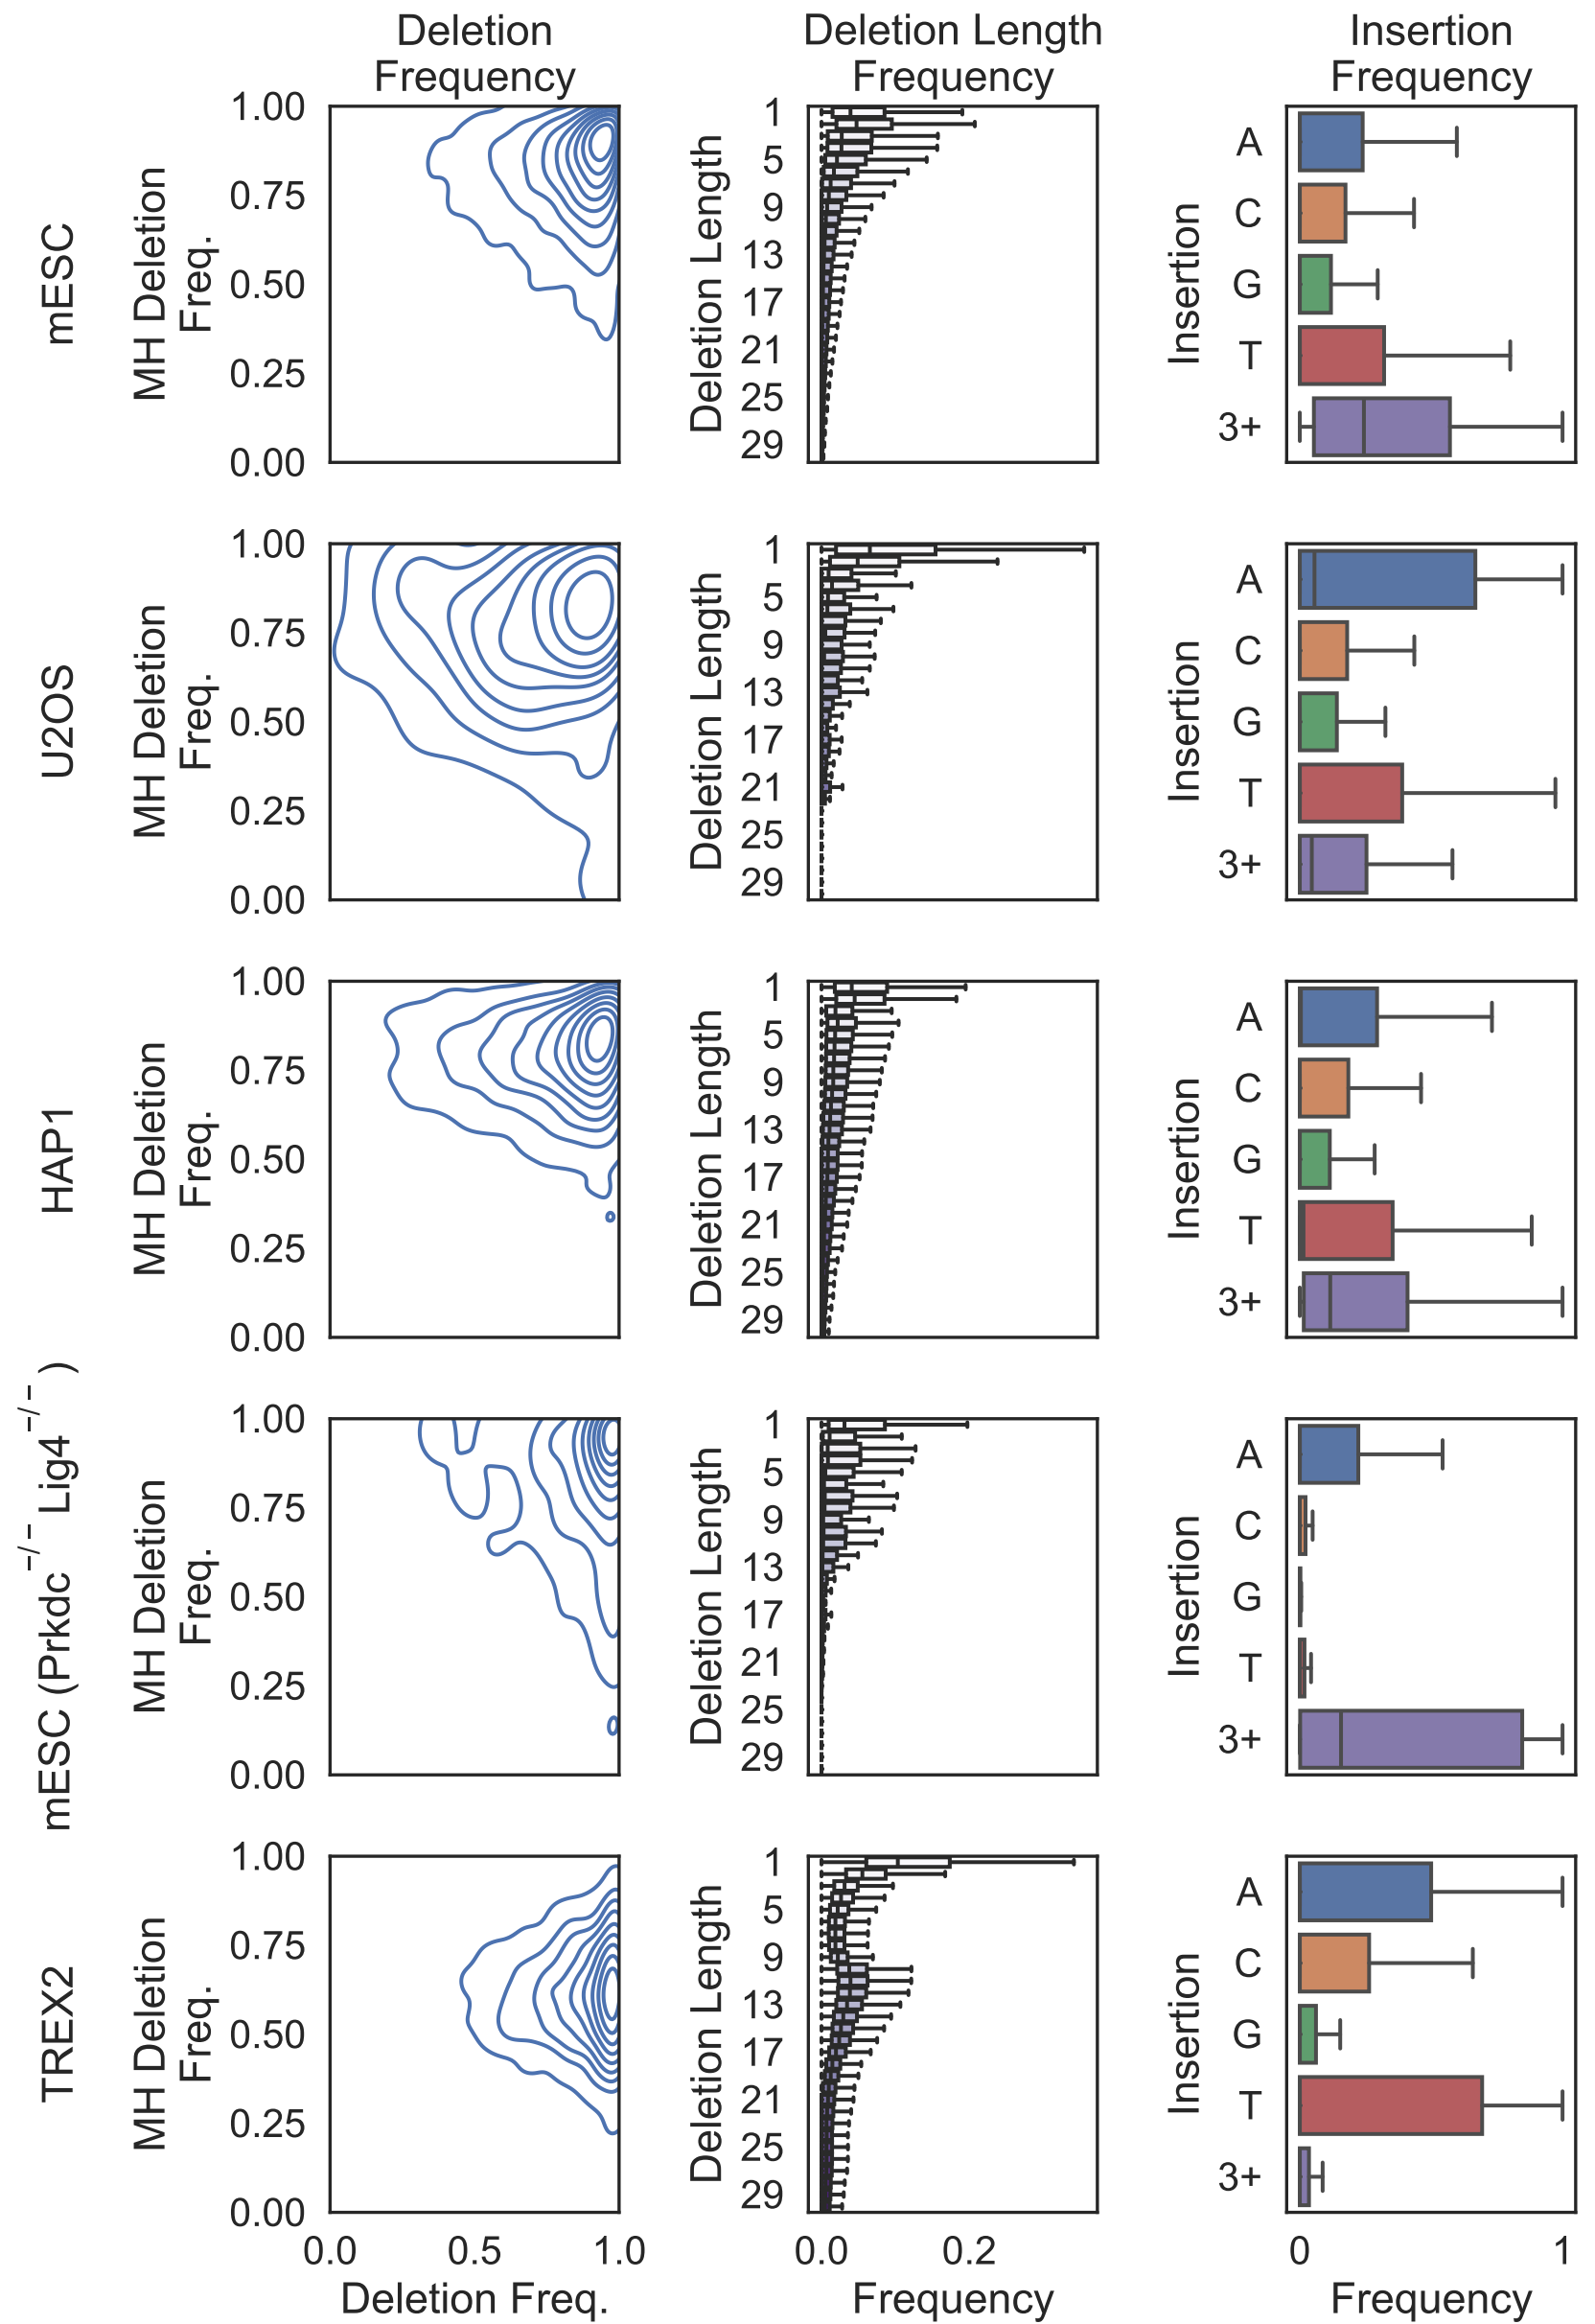 Deletion
Frequency
Deletion Length
Frequency
Insertion
Frequency
mESC
MH Deletion
Freq.
1.00
0.75
0.50
0.25
0.00
Deletion Length
1
5
9
13
17
21
25
29
Insertion
A
C
G
T
3+
U2OS
MH Deletion
Freq.
1.00
0.75
0.50
0.25
0.00
Deletion Length
1
5
9
13
17
21
25
29
Insertion
A
C
G
T
3+
HAP1
MH Deletion
Freq.
1.00
0.75
0.50
0.25
0.00
Deletion Length
1
5
9
13
17
21
25
29
Insertion
A
C
G
T
3+
mESC (Prkdc⁻/⁻ Lig4⁻/⁻)
MH Deletion
Freq.
1.00
0.75
0.50
0.25
0.00
Deletion Length
1
5
9
13
17
21
25
29
Insertion
A
C
G
T
3+
TREX2
MH Deletion
Freq.
1.00
0.75
0.50
0.25
0.00
0.0 0.5 1.0
Deletion Freq.
Deletion Length
1
5
9
13
17
21
25
29
0.0 0.2
Frequency
Insertion
A
C
G
T
3+
0 1
Frequency